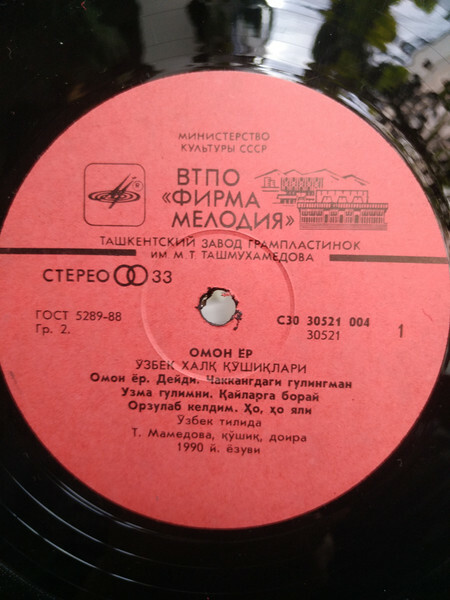 МИНИСТЕРСТВО
КУЛЬТУРЫ СССР
ВТПО
«ФИРМА
МЕЛОДИЯ»
ТАШКЕНТСКИЙ ЗАВОД ГРАМПЛАСТИНОК
ИМ М.Т ТАШМУХАМЕДОВА
СТЕРЕО 33
ГОСТ 5289-88
Гр. 2.
С30 30521 004
30521
1
ОМОН ЁР
ЎЗБЕК ХАЛҚ ҚЎШИҚЛАРИ
Омон ёр. Дейди. Чаккангдаги гулингман
Узма гулимни. Қайларга борай
Орзулаб келдим. Ҳо, ҳо яли
Ўзбек тилида
Т. Мамедова, қўшиқ, доира
1990 й. ёзуви